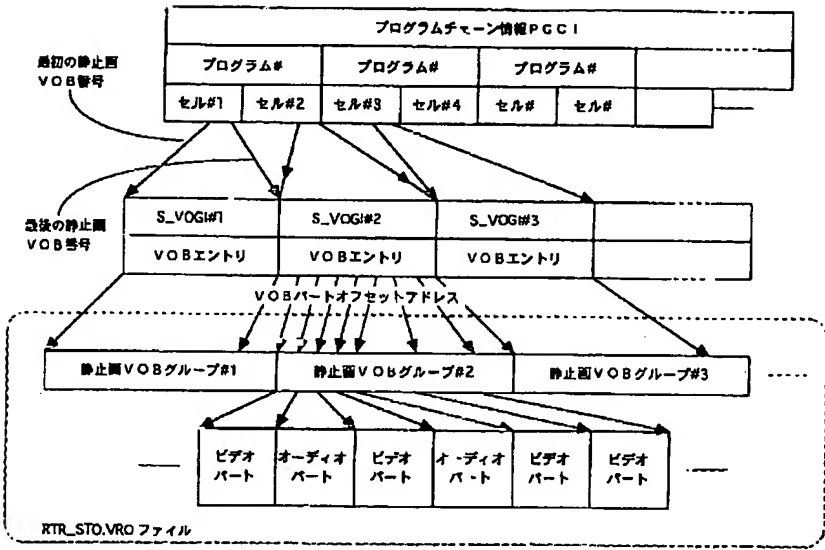 プログラムチェーン情報PGCI
最初の静止画
VOB番号
プログラム#
プログラム#
プログラム#
セル#1
セル#2
セル#3
セル#4
セル#
セル#
最後の静止画
VOB番号
S_VOGI#1
S_VOGI#2
S_VOGI#3
VOBエントリ
VOBエントリ
VOBエントリ
VOBパートオフセットアドレス
静止画VOBグループ#1
静止画VOBグループ#2
静止画VOBグループ#3
ビデオ
パート
オーディオ
パート
ビデオ
パート
オーディオ
パート
ビデオ
パート
ビデオ
パート
RTR_STO.VRO ファイル